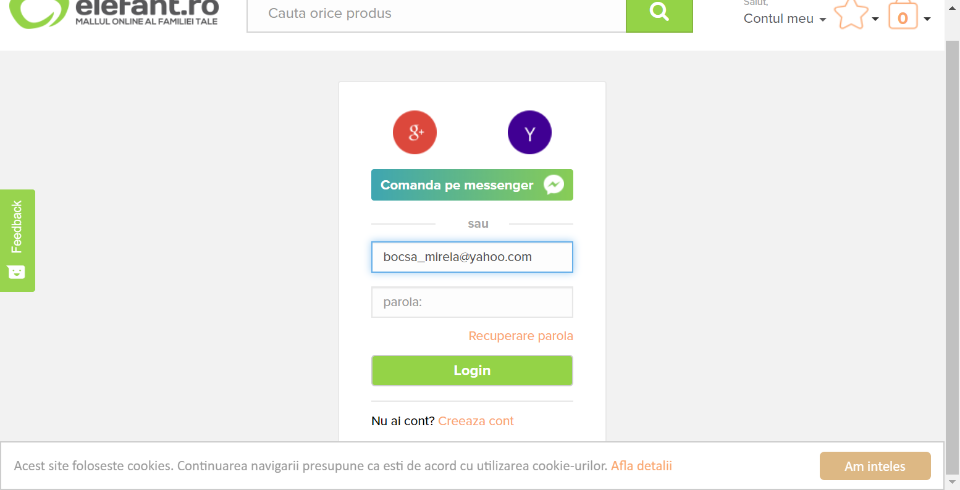 elefant.ro
MALLUL ONLINE AL FAMILIEI TALE
Cauta orice produs
Salut,
Contul meu
0
g+
Y
Comanda pe messenger
sau
Feedback
bocsa_mirela@yahoo.com
parola:
Recuperare parola
Login
Nu ai cont? Creeaza cont
Acest site foloseste cookies. Continuarea navigarii presupune ca esti de acord cu utilizarea cookie-urilor. Afla detalii
Am inteles